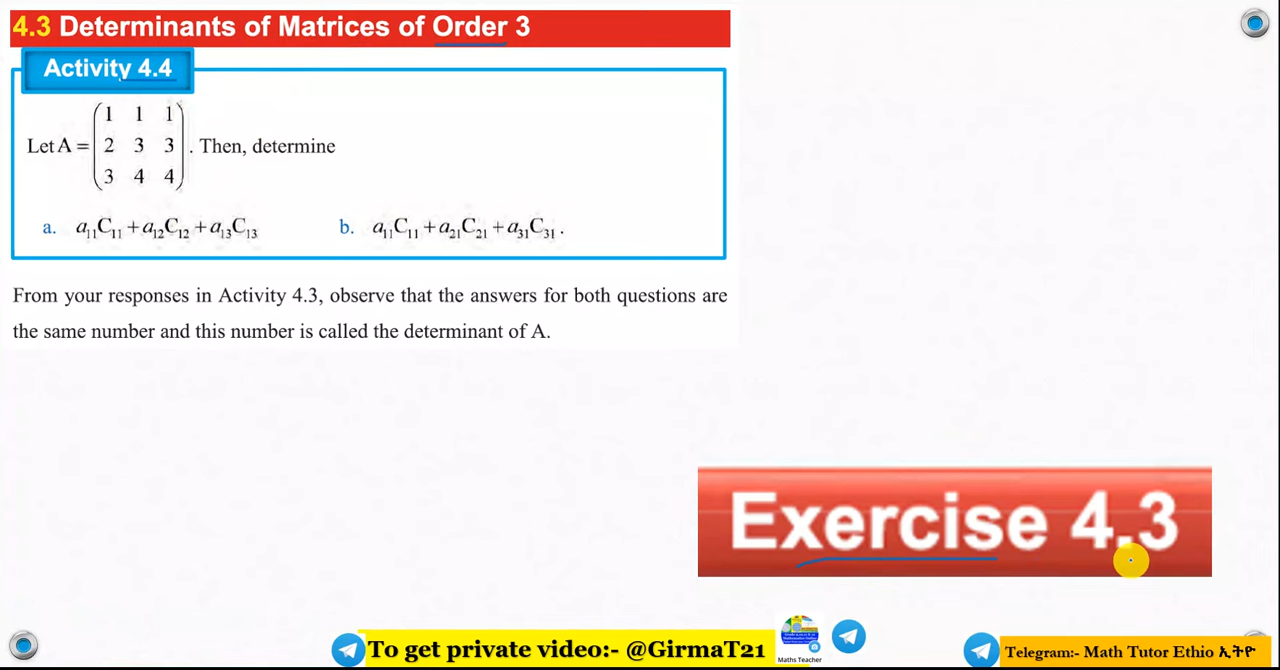 4.3 Determinants of Matrices of Order 3
Activity 4.4
Let A = (1 1 1
2 3 3
3 4 4). Then, determine
a. a₁₁C₁₁ + a₁₂C₁₂ + a₁₃C₁₃ b. a₁₁C₁₁ + a₂₁C₂₁ + a₃₁C₃₁.
From your responses in Activity 4.3, observe that the answers for both questions are
the same number and this number is called the determinant of A.
Exercise 4.3
To get private video:- @GirmaT21
Maths Teacher
Telegram:- Math Tutor Ethio ኢትዮ